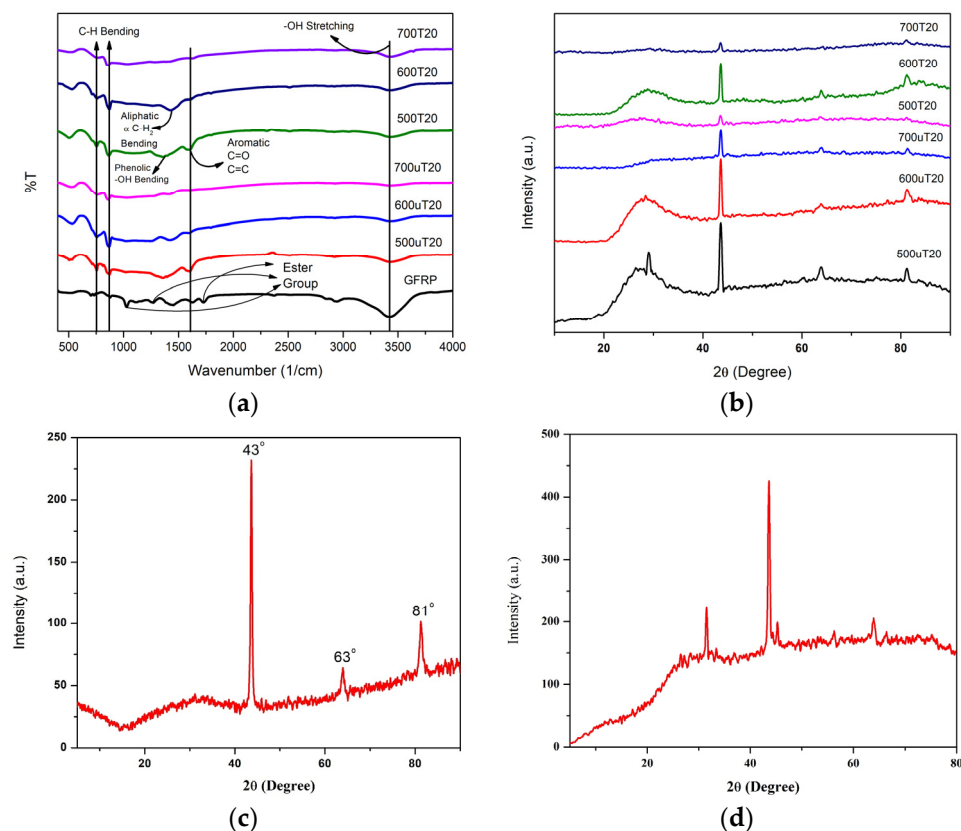 C-H Bending
-OH Stretching
700T20
600T20
Aliphatic
α C-H₂
Bending
500T20
Phenolic
-OH Bending
Aromatic
C=O
C=C
700uT20
600uT20
500uT20
Ester
Group
GFRP
%T
500 1000 1500 2000 2500 3000 3500 4000
Wavenumber (1/cm)
(a)
700T20
600T20
500T20
700uT20
600uT20
500uT20
Intensity (a.u.)
20 40 60 80
2θ (Degree)
(b)
250
200
150
100
50
0
43°
63°
81°
Intensity (a.u.)
20 40 60 80
2θ (Degree)
(c)
500
400
300
200
100
0
Intensity (a.u.)
20 40 60 80
2θ (Degree)
(d)